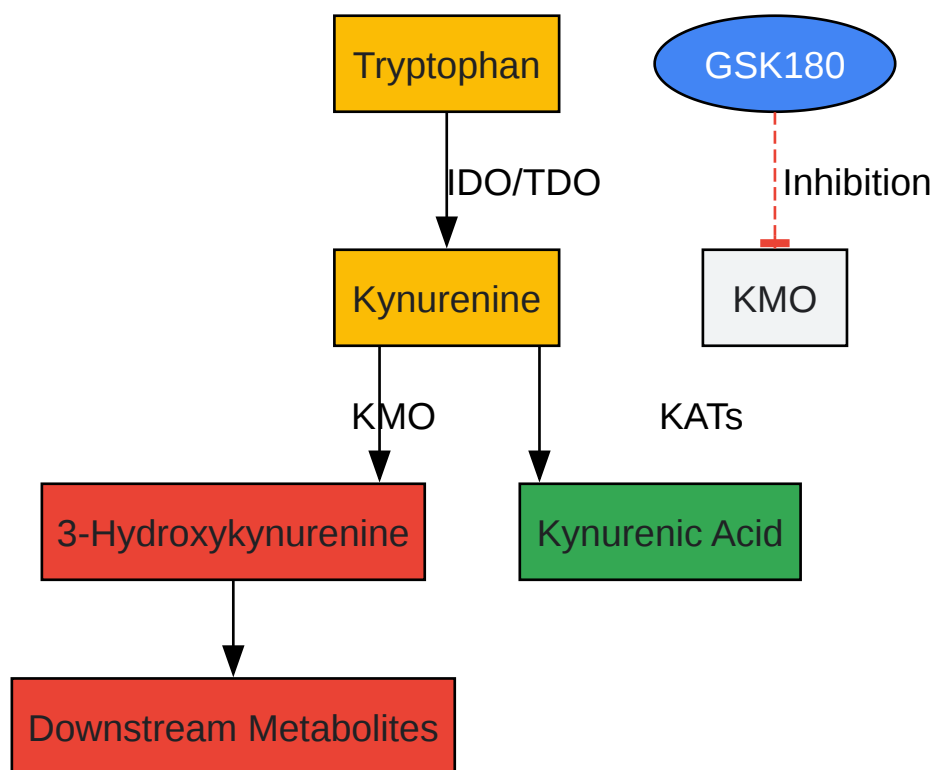 Tryptophan
GSK180
IDO/TDO
Inhibition
Kynurenine
KMO
KMO
KATs
3-Hydroxykynurenine
Kynurenic Acid
Downstream Metabolites